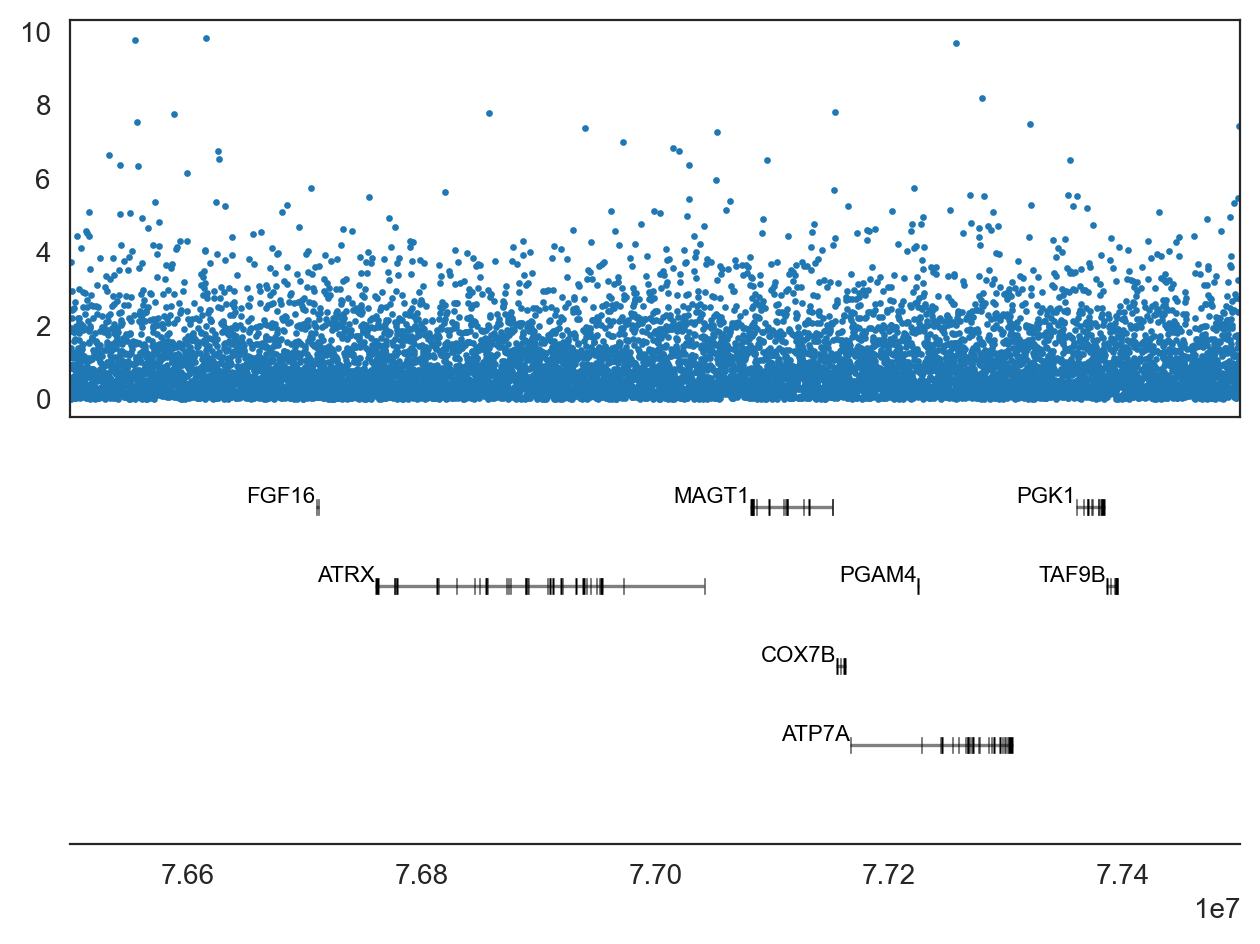 10
8
6
4
2
0
FGF16
MAGT1
PGK1
ATRX
PGAM4
TAF9B
COX7B
ATP7A
7.66 7.68 7.70 7.72 7.74
1e7